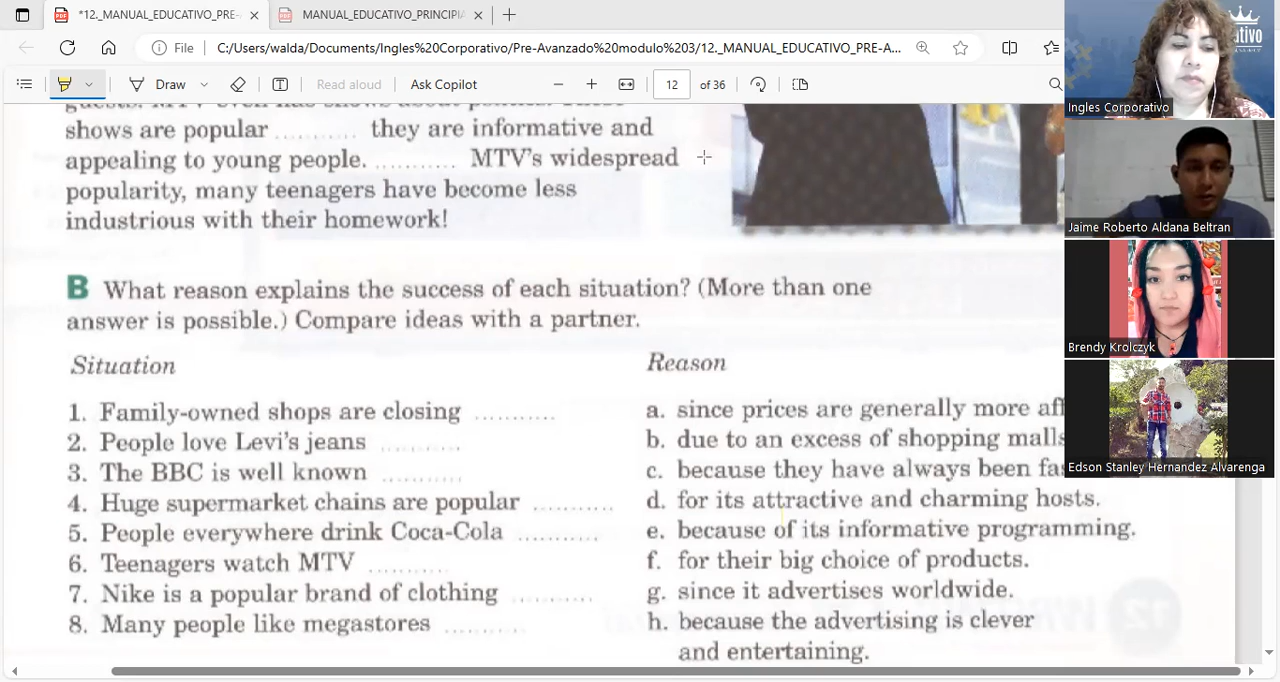 *12_MANUAL_EDUCATIVO_PRE-
MANUAL_EDUCATIVO_PRINCIPIA
File C:/Users/walda/Documents/Ingles%20Corporativo/Pre-Avanzado%20modulo%203/12._MANUAL_EDUCATIVO_PRE-A...
Draw Read aloud Ask Copilot 12 of 36
Ingles Corporativo
Jaime Roberto Aldana Beltran
Brendy Krolczyk
Edson Stanley Hernandez Alvarenga
shows are popular .......... they are informative and
appealing to young people. .......... MTV's widespread
popularity, many teenagers have become less
industrious with their homework!
B What reason explains the success of each situation? (More than one
answer is possible.) Compare ideas with a partner.
Situation
1. Family-owned shops are closing ..........
2. People love Levi's jeans ..........
3. The BBC is well known ..........
4. Huge supermarket chains are popular ..........
5. People everywhere drink Coca-Cola ..........
6. Teenagers watch MTV ..........
7. Nike is a popular brand of clothing ..........
8. Many people like megastores ..........
Reason
a. since prices are generally more aff
b. due to an excess of shopping malls
c. because they have always been fas
d. for its attractive and charming hosts.
e. because of its informative programming.
f. for their big choice of products.
g. since it advertises worldwide.
h. because the advertising is clever
and entertaining.